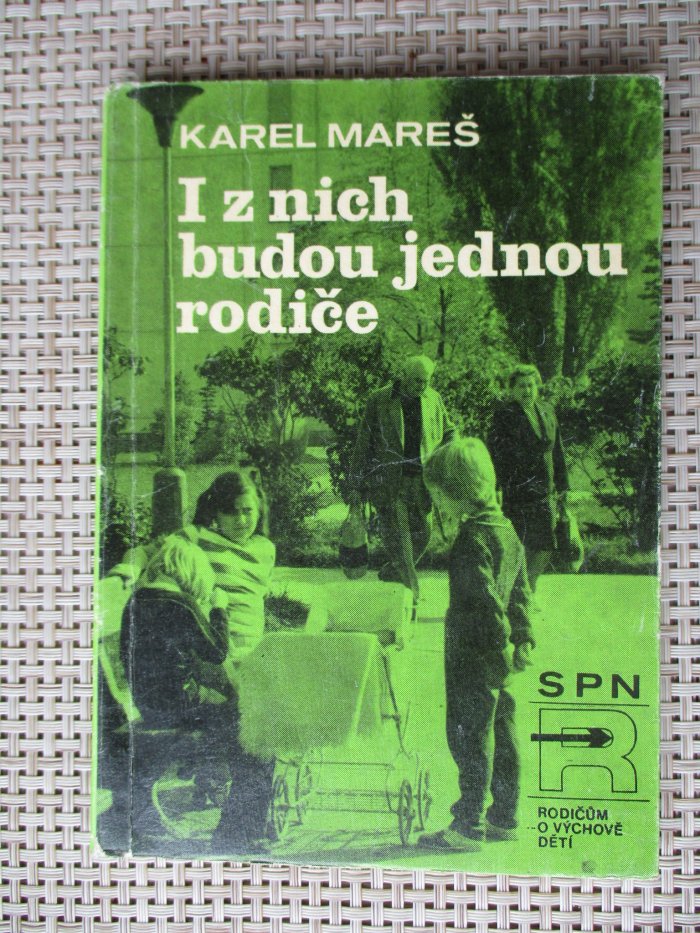 KAREL MAREŠ
I z nich
budou jednou
rodiče
SPN
R
RODIČŮM
O VÝCHOVĚ
DĚTÍ